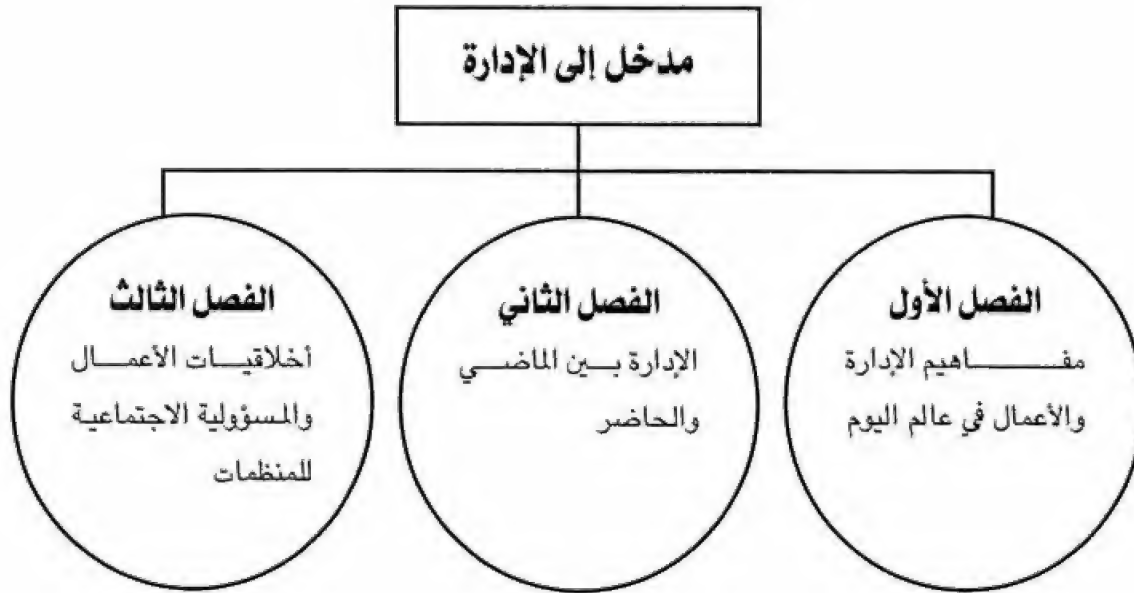 مدخل إلى الإدارة
الفصل الأول
مفاهيم الإدارة
والأعمال في عالم اليوم
الفصل الثاني
الإدارة بين الماضي
والحاضر
الفصل الثالث
أخلاقيات الأعمال
والمسؤولية الاجتماعية
للمنظمات